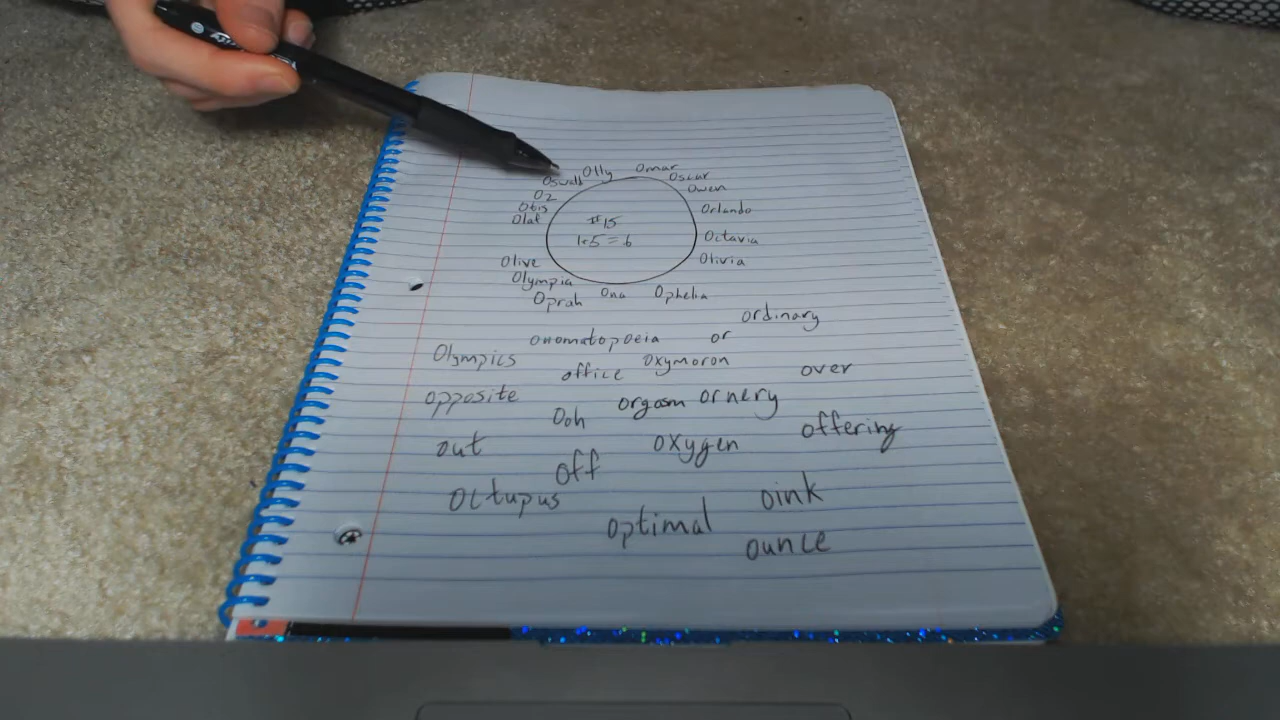 Olly Omar
Oswald Oscar
Oz Owen
Otis Orlando
Olaf #15
1+5=6 Octavia
Olive Olivia
Olympia
Oprah Ona Ophelia
ordinary
onomatopoeia or
Olympics office oxymoron over
opposite orgasm ornery
Ooh
out oxygen offering
off
Octupus oink
optimal
ounce